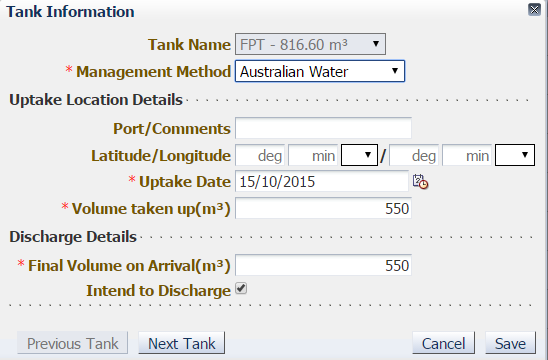 Tank Information
Tank Name FPT - 816.60 m³
* Management Method Australian Water
Uptake Location Details
Port/Comments
Latitude/Longitude deg min / deg min
* Uptake Date 15/10/2015
* Volume taken up(m³) 550
Discharge Details
* Final Volume on Arrival(m³) 550
Intend to Discharge
Previous Tank Next Tank Cancel Save